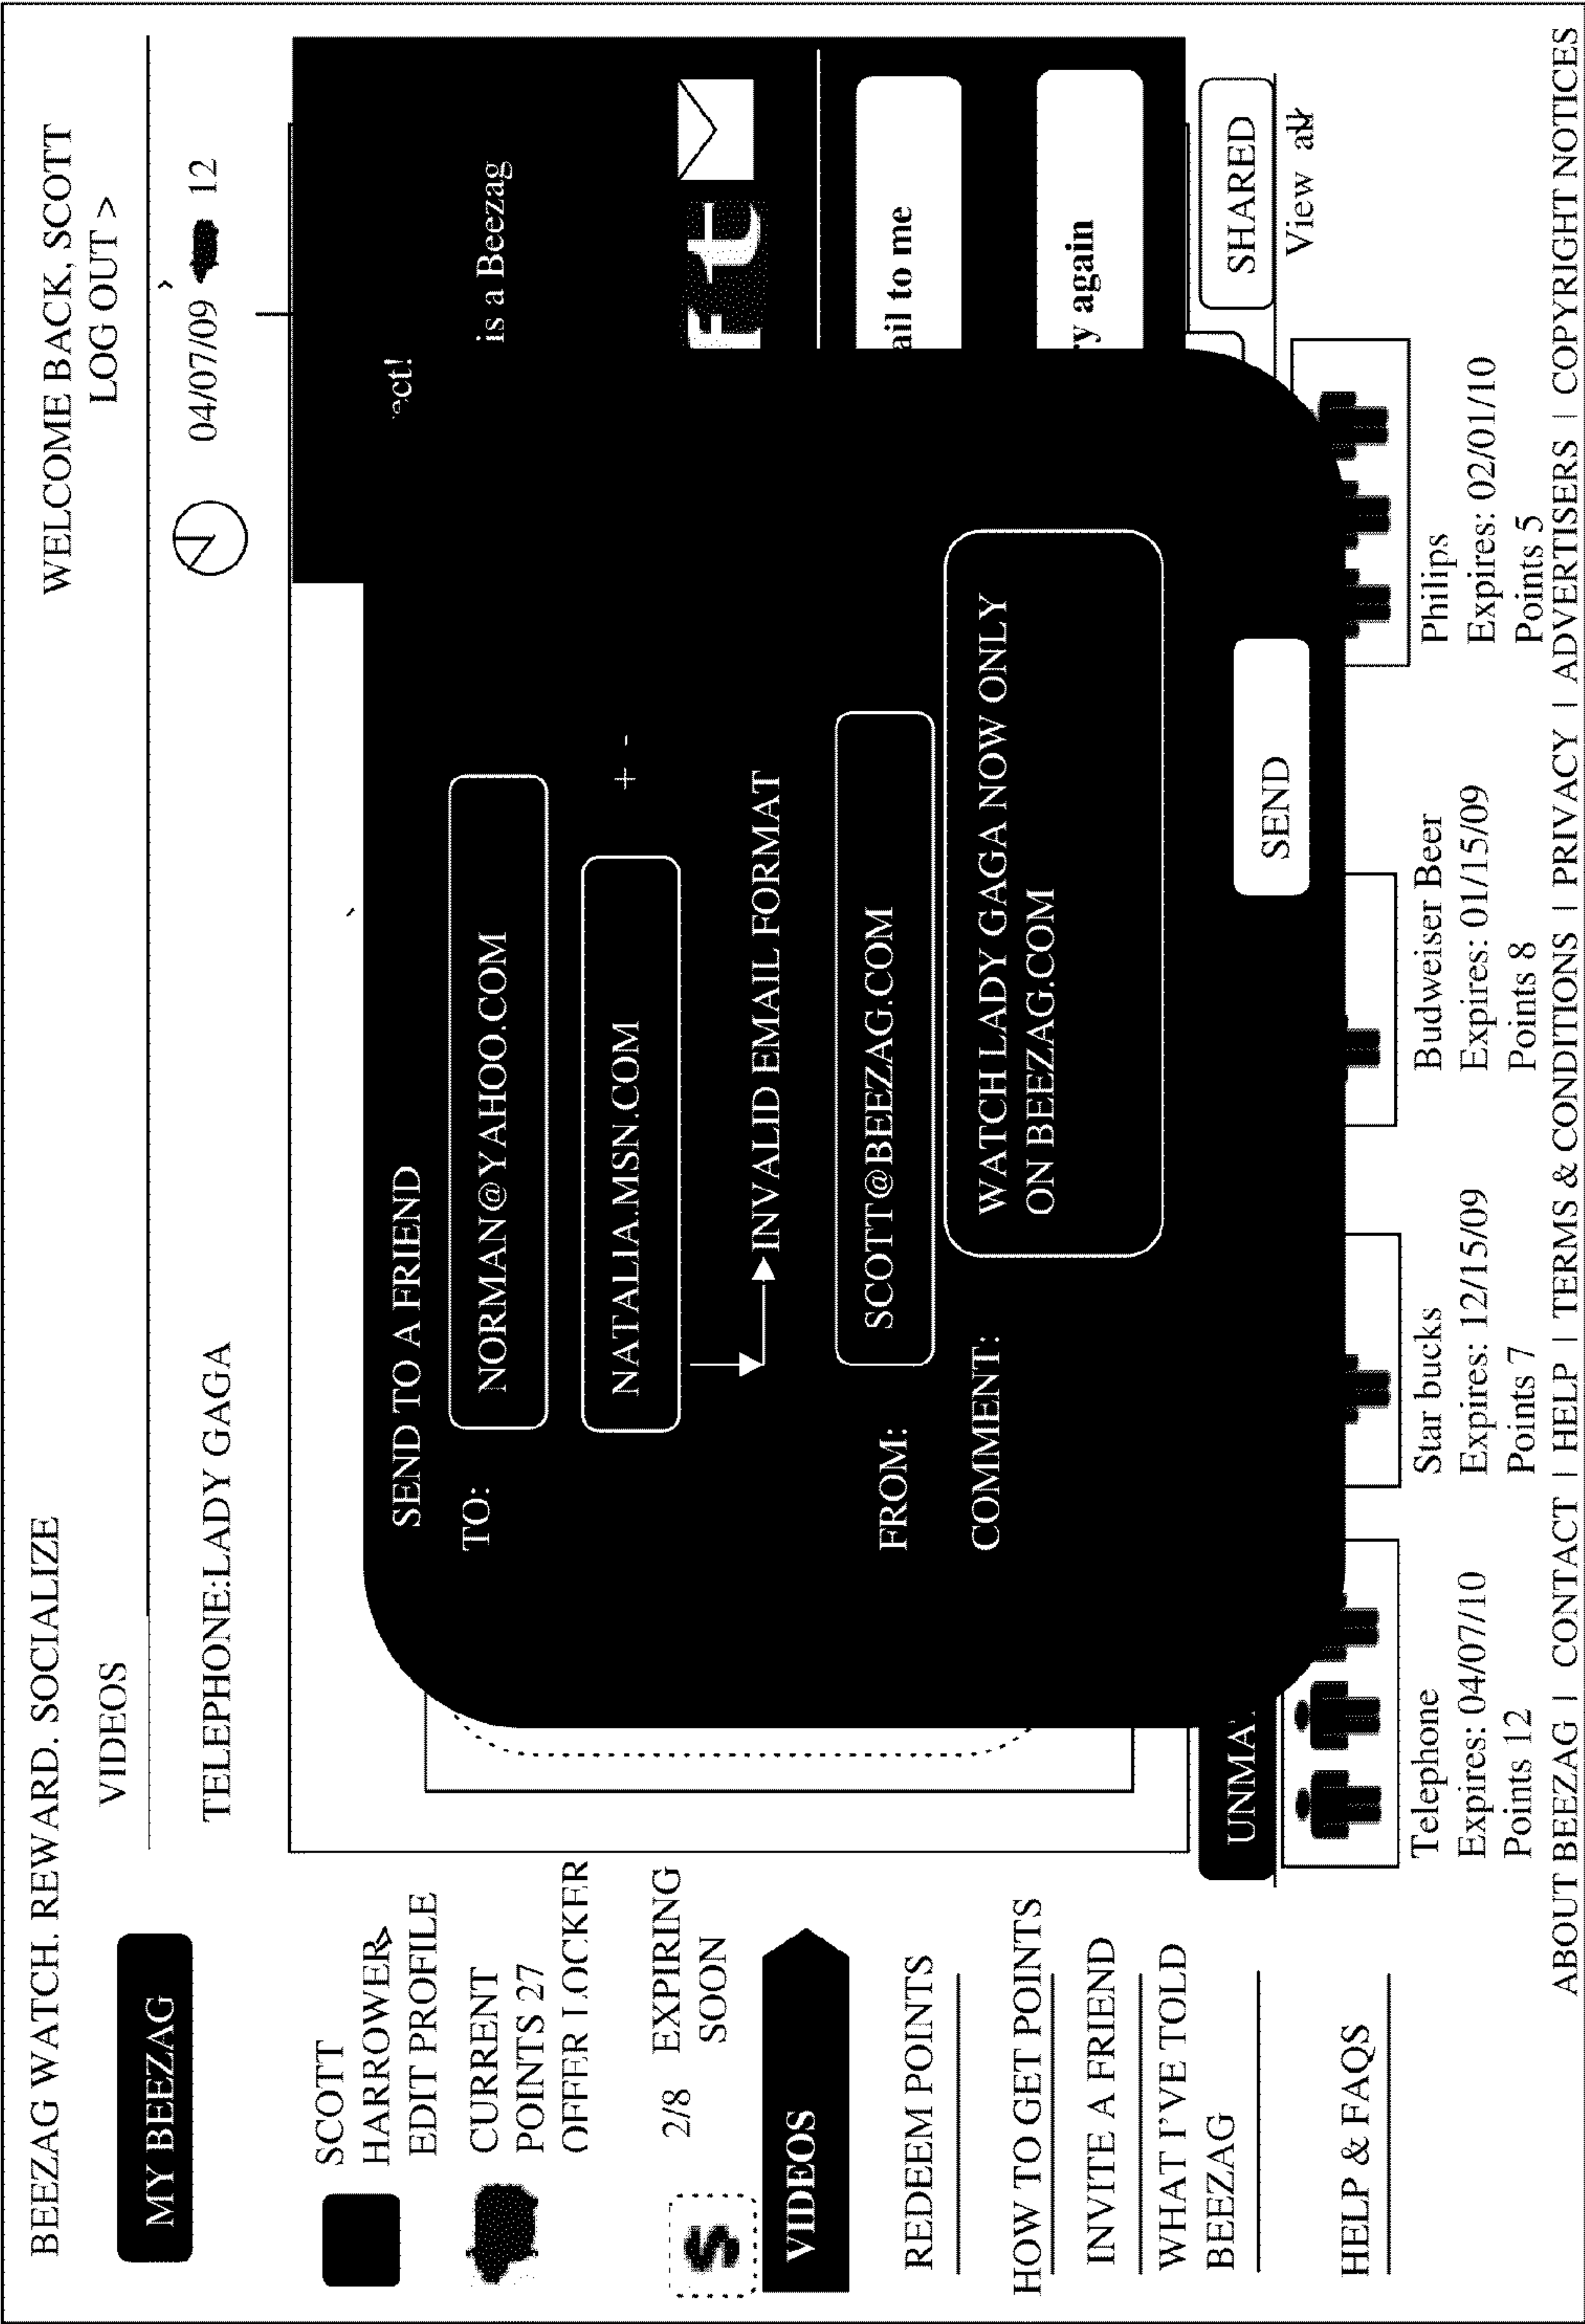 BEEZAG WATCH. REWARD. SOCIALIZE
WELCOME BACK, SCOTT
LOG OUT >
MY BEEZAG
VIDEOS
TELEPHONE:LADY GAGA
04/07/09 12
SCOTT
HARROWER>
EDIT PROFILE
CURRENT
POINTS 27
OFFER LOCKER
2/8 EXPIRING
SOON
VIDEOS
REDEEM POINTS
HOW TO GET POINTS
INVITE A FRIEND
WHAT I'VE TOLD
BEEZAG
HELP & FAQS
SEND TO A FRIEND
TO: NORMAN@YAHOO.COM
NATALIA.MSN.COM + -
INVALID EMAIL FORMAT
FROM: SCOTT@BEEZAG.COM
COMMENT: WATCH LADY GAGA NOW ONLY
ON BEEZAG.COM
SEND
ect!
is a Beezag
f t
ail to me
y again
UNMA
SHARED
View all
Telephone
Expires: 04/07/10
Points 12
Star bucks
Expires: 12/15/09
Points 7
Budweiser Beer
Expires: 01/15/09
Points 8
Philips
Expires: 02/01/10
Points 5
ABOUT BEEZAG | CONTACT | HELP | TERMS & CONDITIONS | PRIVACY | ADVERTISERS | COPYRIGHT NOTICES